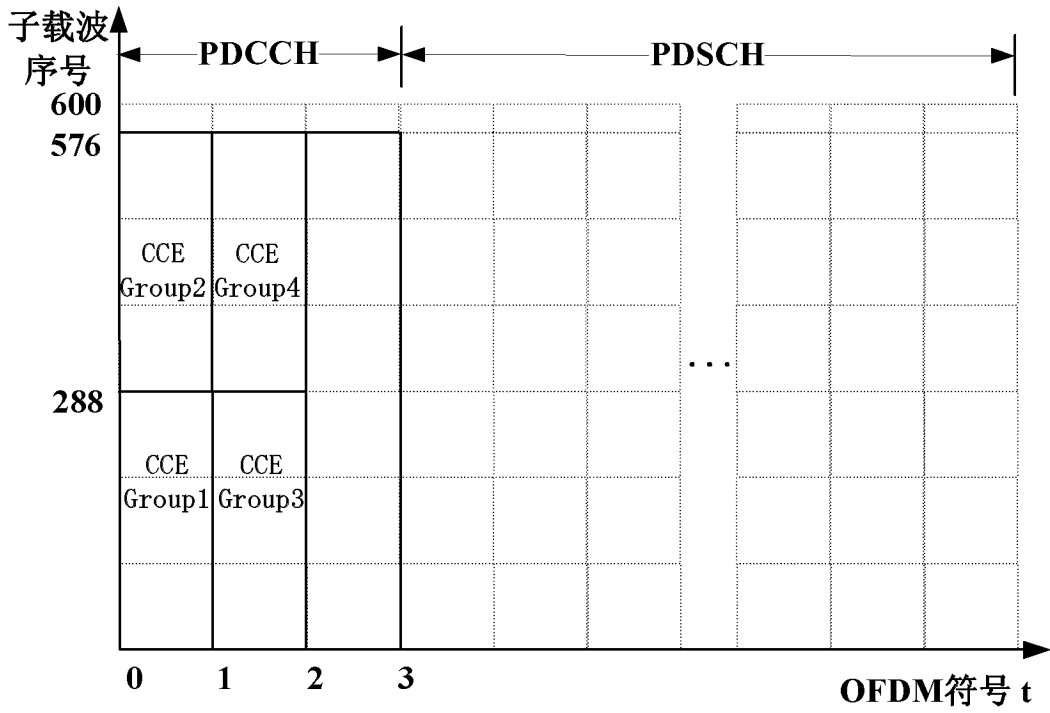 子载波
序号
PDCCH
PDSCH
600
576
CCE
Group2
CCE
Group4
...
288
CCE
Group1
CCE
Group3
0
1
2
3
OFDM符号 t